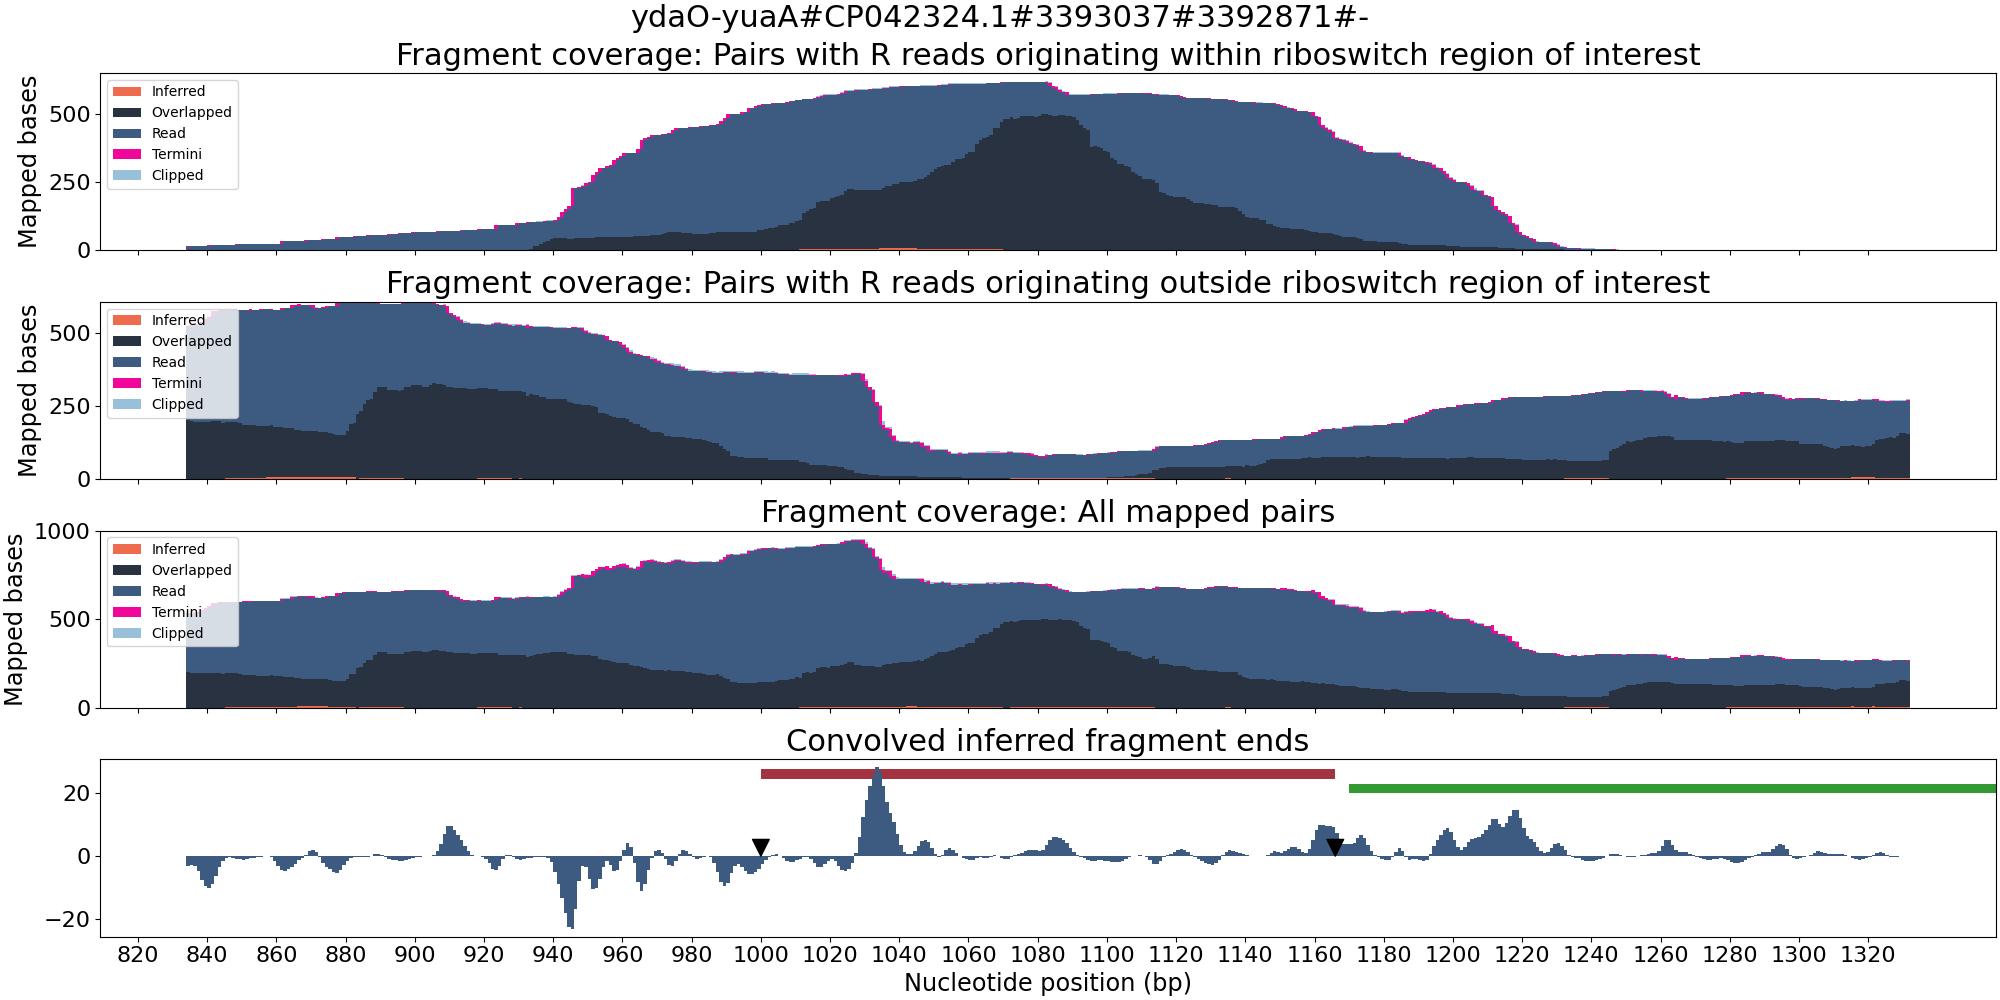 ydaO-yuaA#CP042324.1#3393037#3392871#-
Fragment coverage: Pairs with R reads originating within riboswitch region of interest
Mapped bases
500
250
0
Inferred
Overlapped
Read
Termini
Clipped
Fragment coverage: Pairs with R reads originating outside riboswitch region of interest
Mapped bases
500
250
0
Inferred
Overlapped
Read
Termini
Clipped
Fragment coverage: All mapped pairs
Mapped bases
1000
500
0
Inferred
Overlapped
Read
Termini
Clipped
Convolved inferred fragment ends
20
0
−20
820 840 860 880 900 920 940 960 980 1000 1020 1040 1060 1080 1100 1120 1140 1160 1180 1200 1220 1240 1260 1280 1300 1320
Nucleotide position (bp)